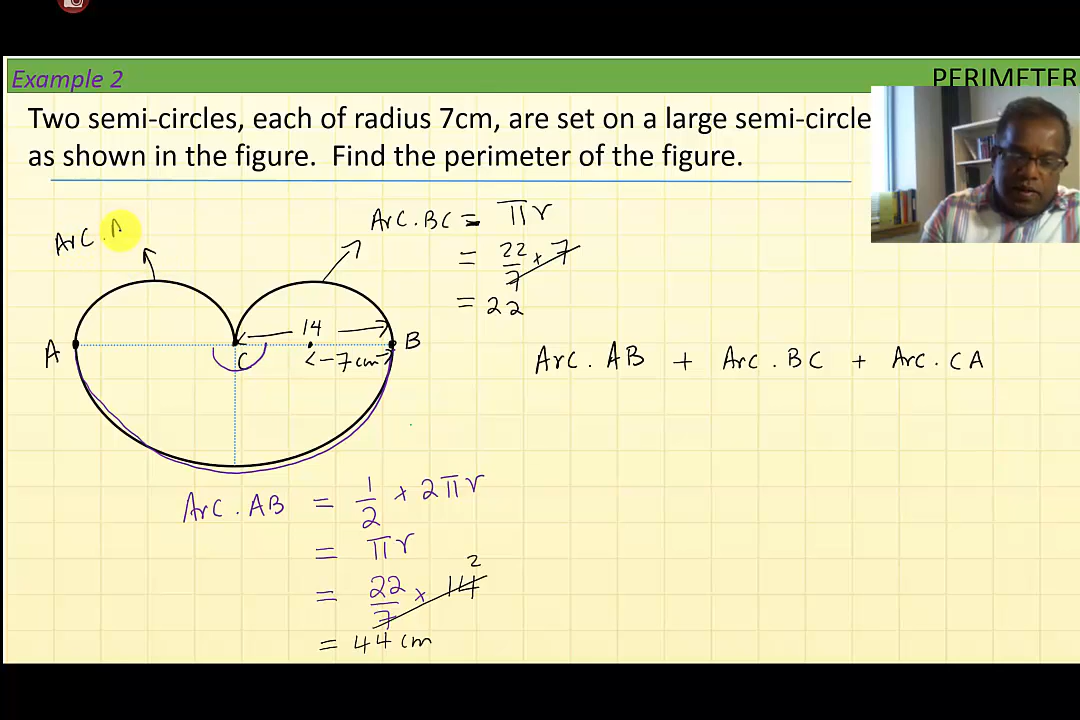 Example 2
PERIMETER
Two semi-circles, each of radius 7cm, are set on a large semi-circle
as shown in the figure. Find the perimeter of the figure.
Arc . A
Arc . BC = πr
= 22/7 × 7
= 22
14
A
B
C
7cm
Arc . AB + Arc . BC + Arc . CA
Arc . AB = 1/2 × 2πr
= πr
2
= 22/7 × 14
= 44 cm